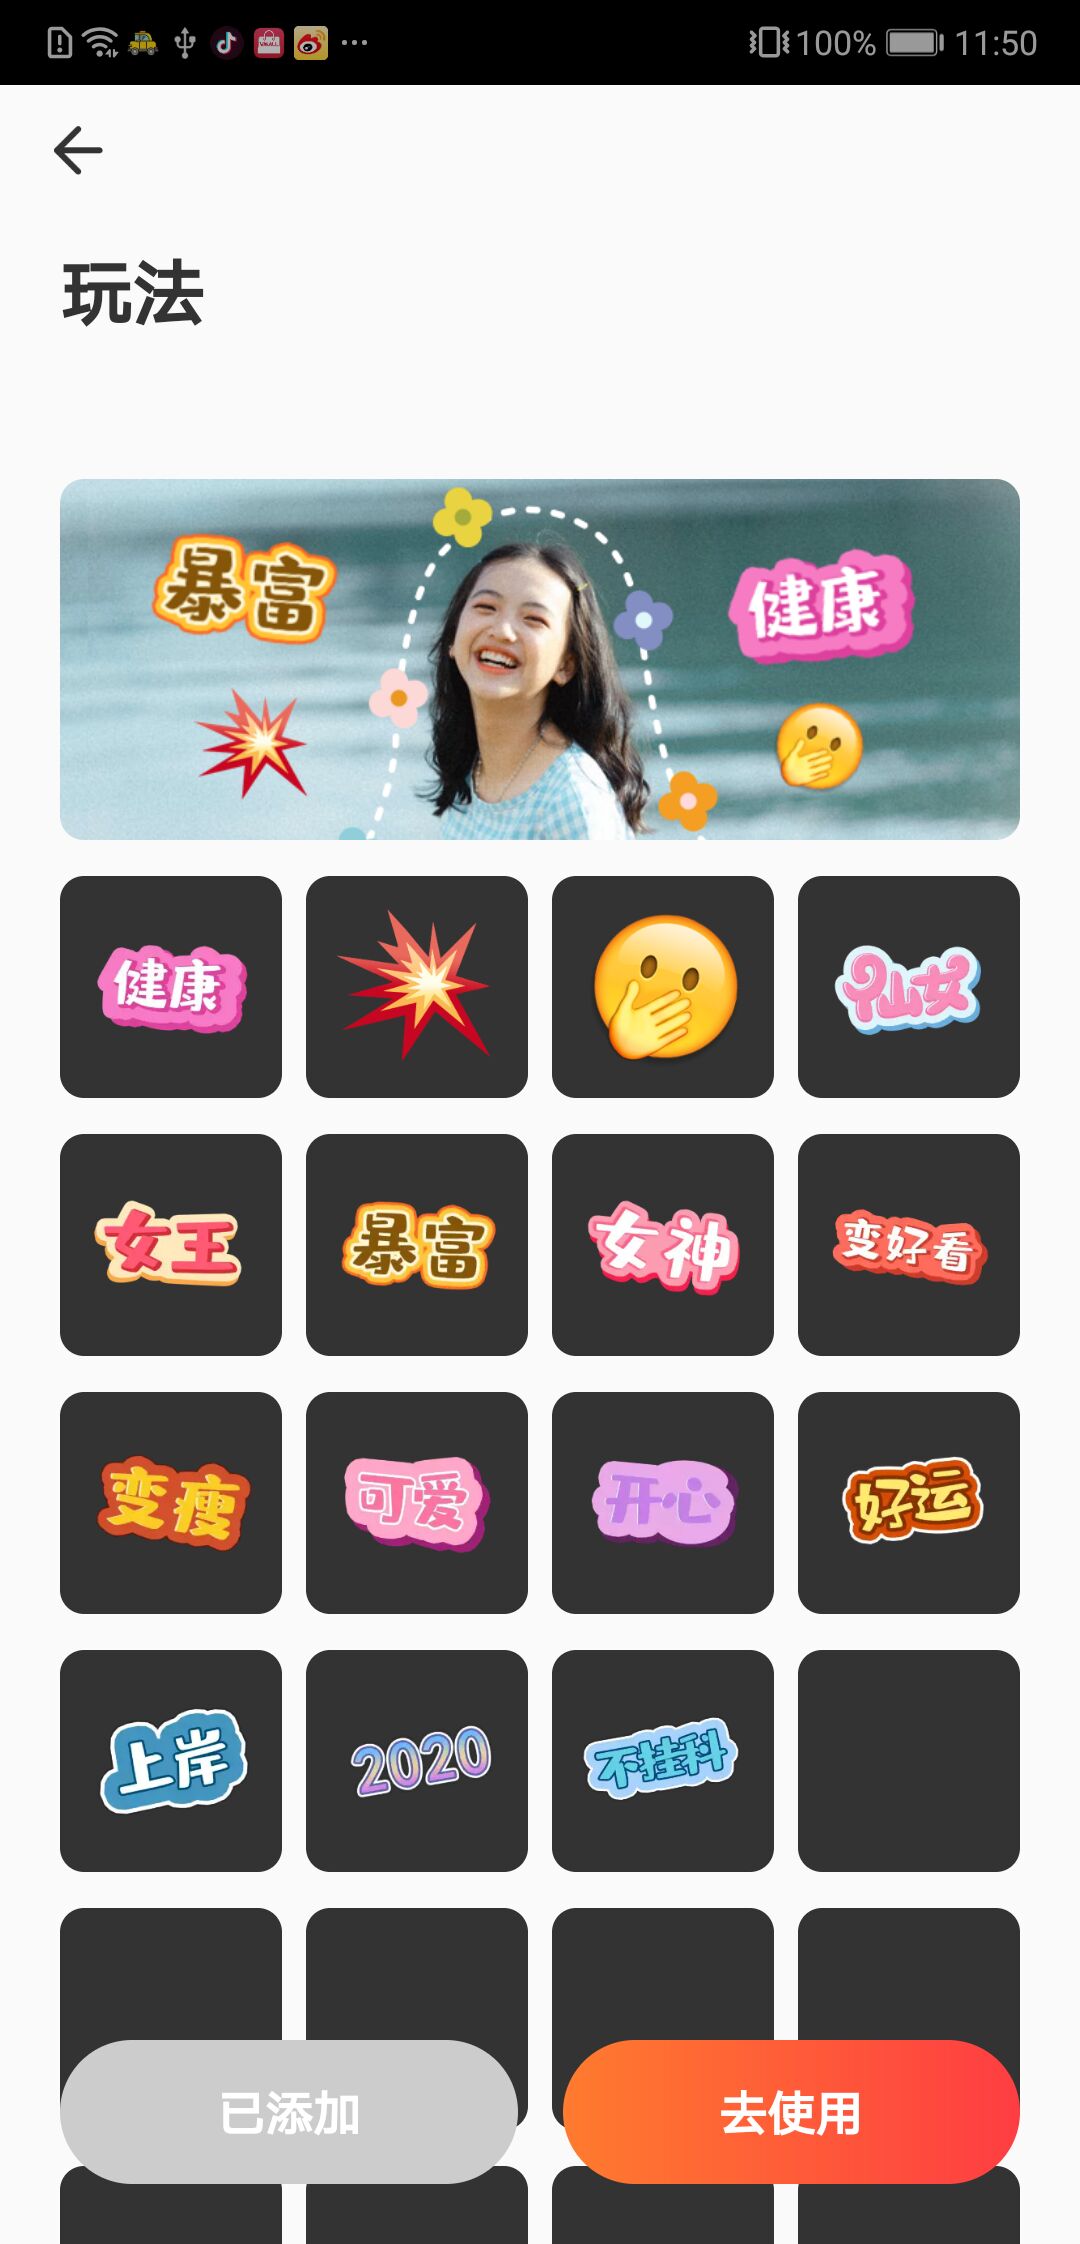 100% 11:50
玩法
暴富 健康
健康 仙女
女王 暴富 女神 变好看
变瘦 可爱 开心 好运
上岸 2020 不挂科
已添加 去使用